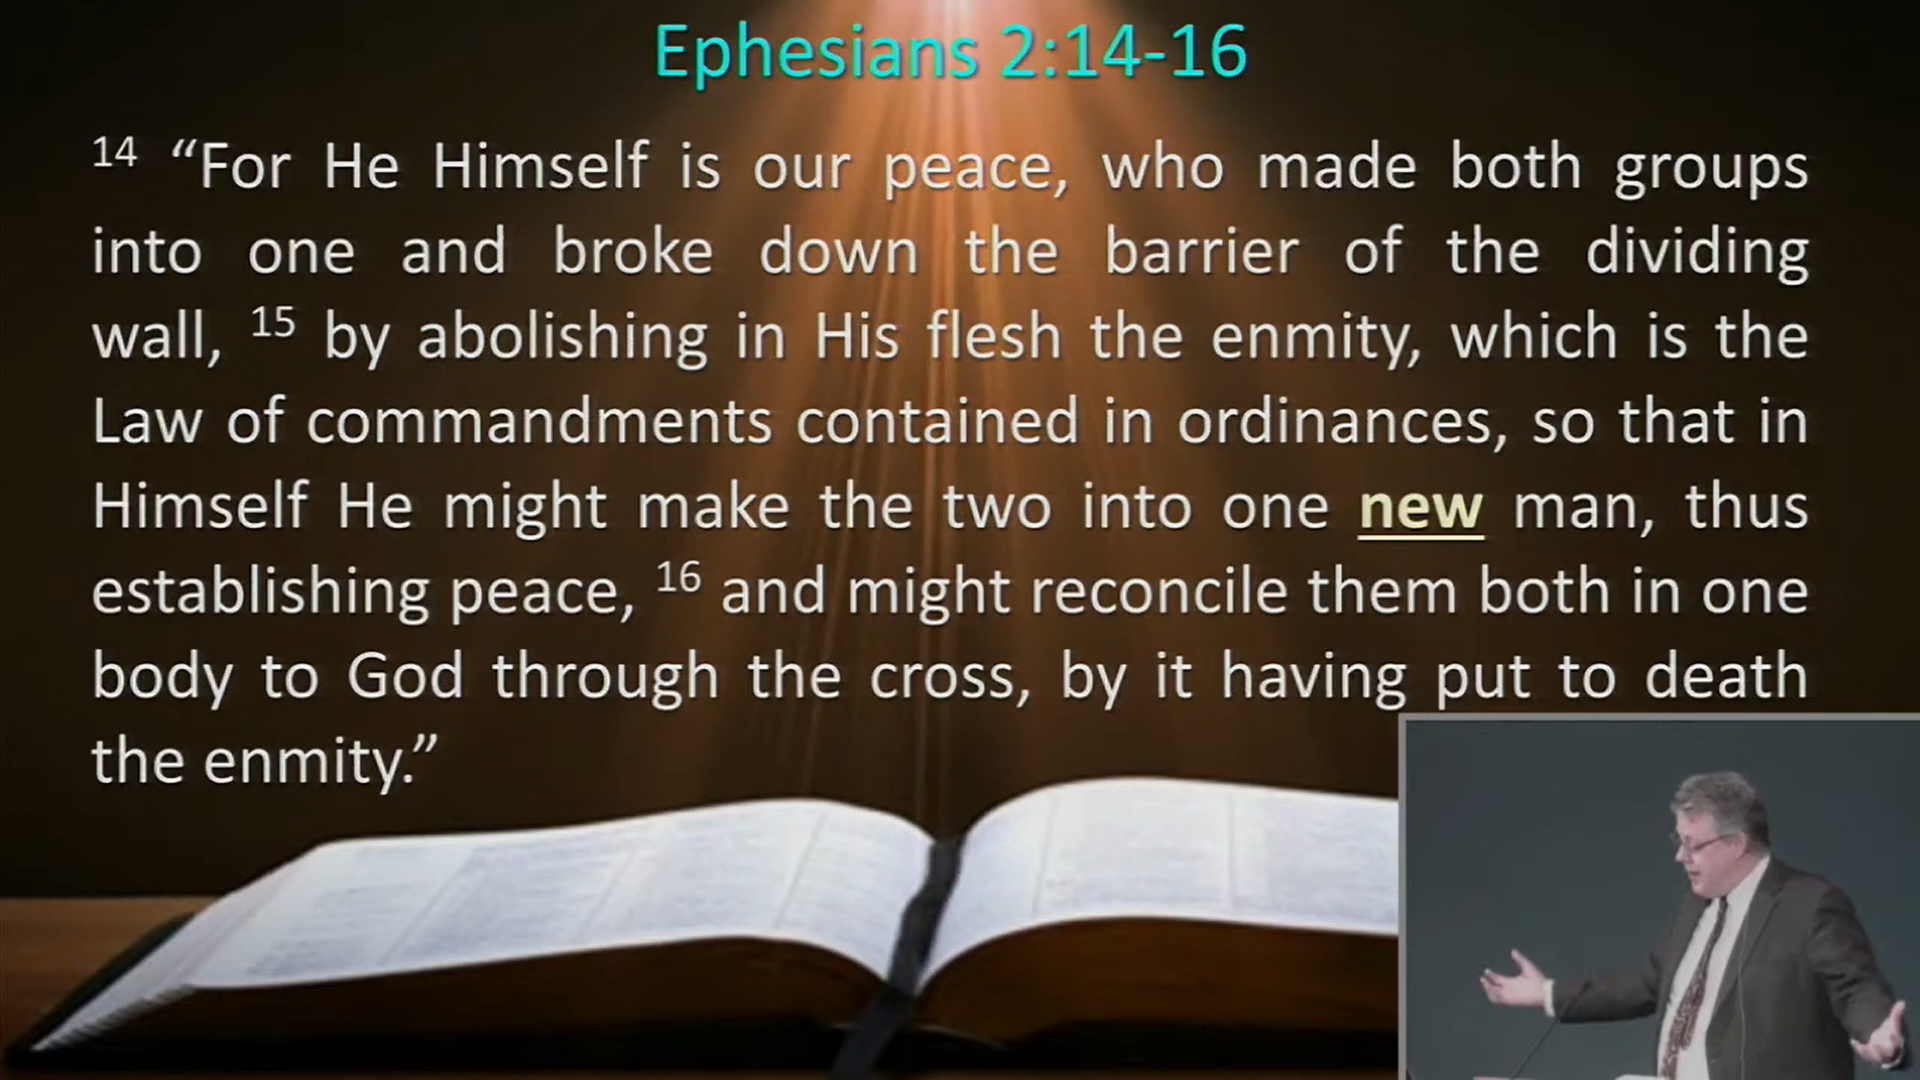 Ephesians 2:14-16
14 “For He Himself is our peace, who made both groups
into one and broke down the barrier of the dividing
wall, 15 by abolishing in His flesh the enmity, which is the
Law of commandments contained in ordinances, so that in
Himself He might make the two into one new man, thus
establishing peace, 16 and might reconcile them both in one
body to God through the cross, by it having put to death
the enmity.”